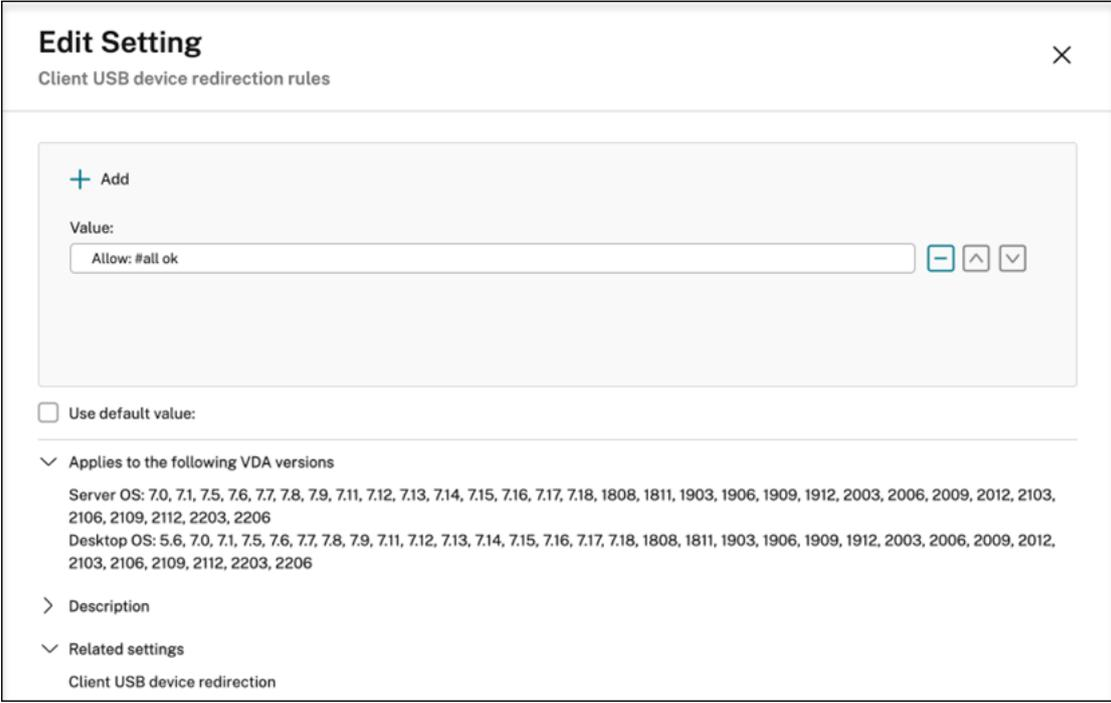 Edit Setting
Client USB device redirection rules
Add
Value:
Allow: #all ok
Use default value:
Applies to the following VDA versions
Server OS: 7.0, 7.1, 7.5, 7.6, 7.7, 7.8, 7.9, 7.11, 7.12, 7.13, 7.14, 7.15, 7.16, 7.17, 7.18, 1808, 1811, 1903, 1906, 1909, 1912, 2003, 2006, 2009, 2012, 2103,
2106, 2109, 2112, 2203, 2206
Desktop OS: 5.6, 7.0, 7.1, 7.5, 7.6, 7.7, 7.8, 7.9, 7.11, 7.12, 7.13, 7.14, 7.15, 7.16, 7.17, 7.18, 1808, 1811, 1903, 1906, 1909, 1912, 2003, 2006, 2009, 2012,
2103, 2106, 2109, 2112, 2203, 2206
Description
Related settings
Client USB device redirection